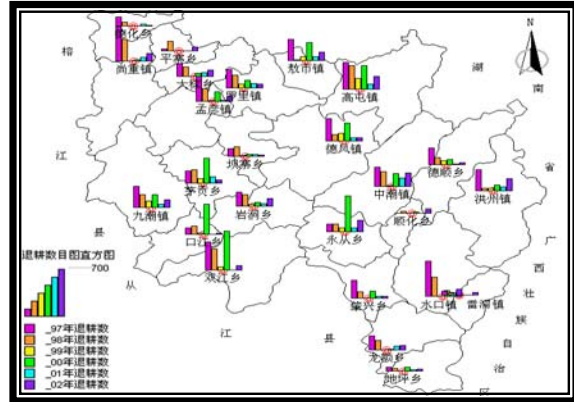 N
德化乡
平寨乡
榕
敖市镇
湖
尚重镇
大稼乡
罗里镇
高屯镇
南
孟彦镇
德凤镇
坝寨乡
德顺乡
江
省
茅贡乡
中潮镇
洪州镇
九潮镇
岩洞乡
顺化乡
县
口江乡
永从乡
广
退耕数目图直方图
双江乡
西
700
从
肇兴乡
水口镇
雷洞镇
壮
族
_97年退耕数
江
_98年退耕数
县
自
_99年退耕数
龙额乡
_00年退耕数
治
_01年退耕数
地坪乡
_02年退耕数
区